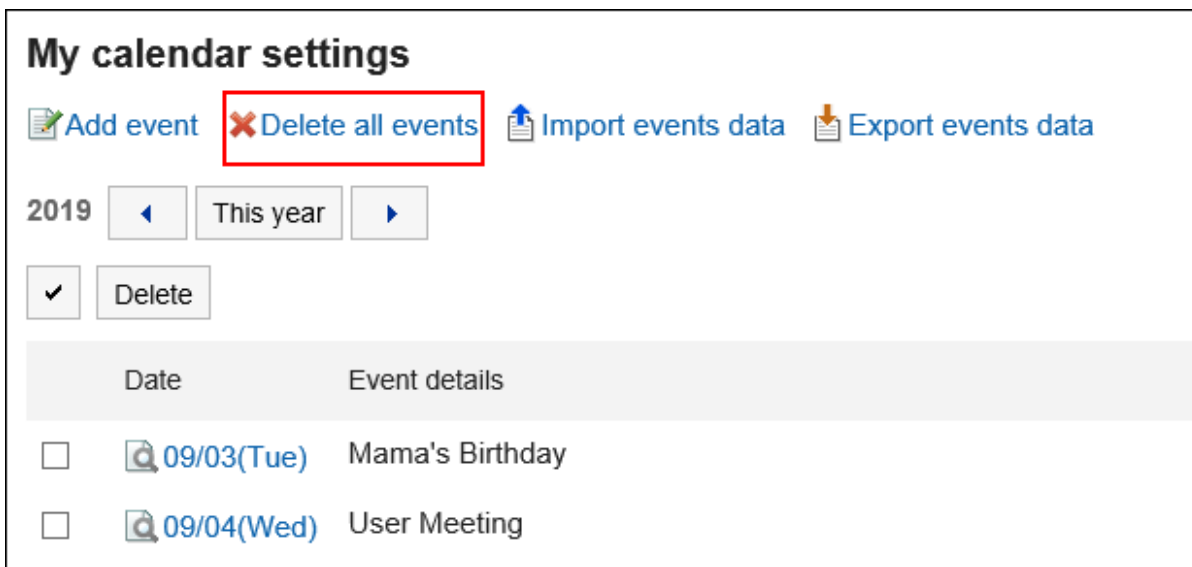 My calendar settings
Add event Delete all events Import events data Export events data
2019 This year
Delete
Date Event details
09/03(Tue) Mama's Birthday
09/04(Wed) User Meeting